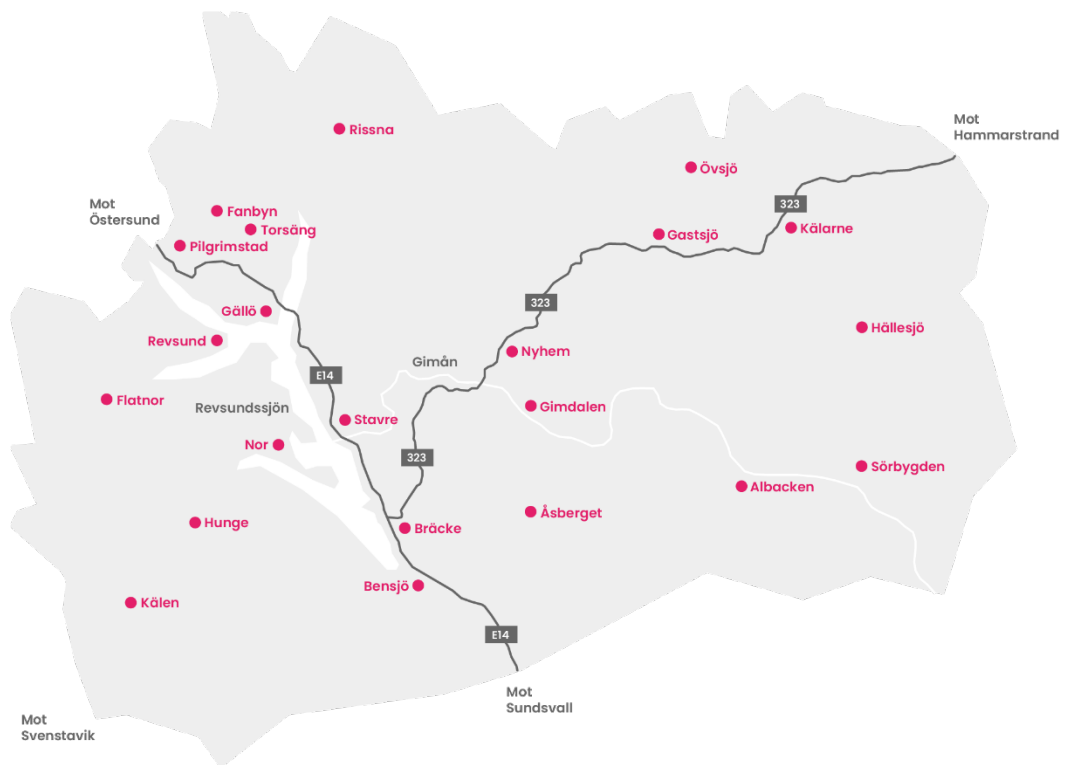 Mot
Hammarstrand
Rissna
Övsjö
Mot
Östersund
323
Fanbyn
Torsäng
Kälarne
Gastsjö
Pilgrimstad
323
Gällö
Hällesjö
Revsund
Nyhem
Gimån
E14
Flatnor
Revsundssjön
Gimdalen
Stavre
Nor
323
Sörbygden
Albacken
Åsberget
Hunge
Bräcke
Bensjö
Kälen
E14
Mot
Sundsvall
Mot
Svenstavik